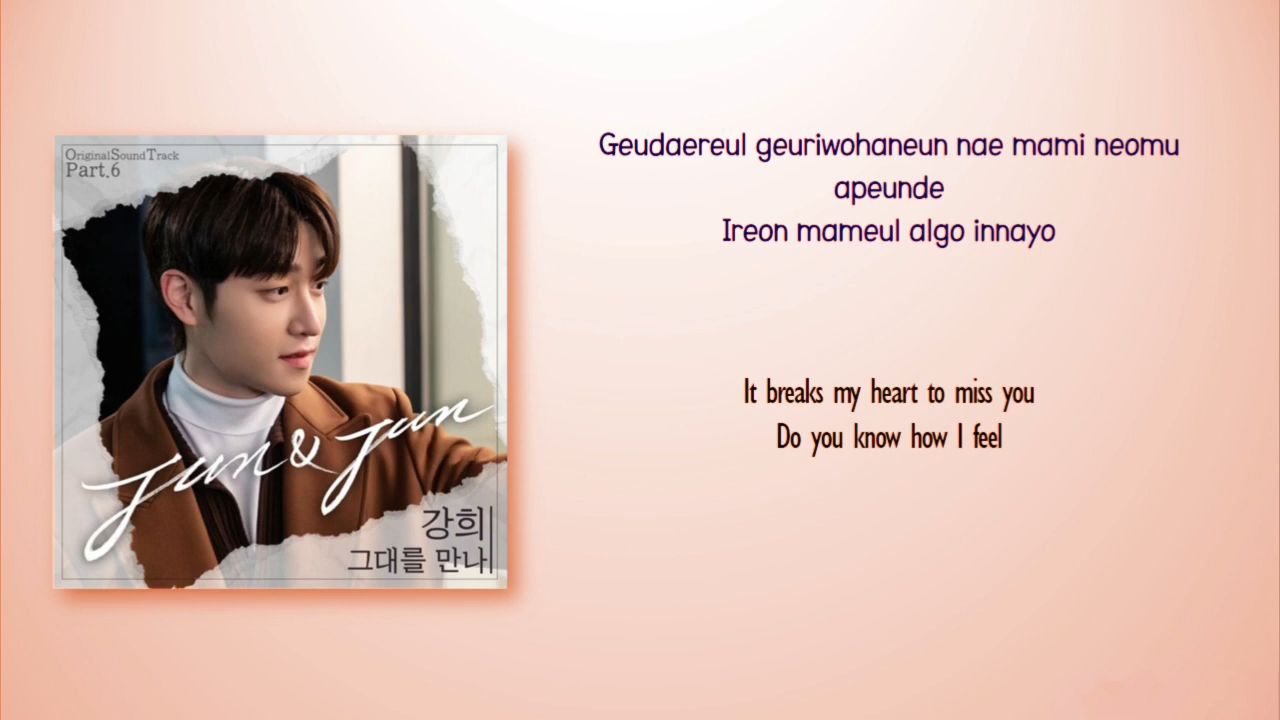 OriginalSoundTrack
Part.6
Jun & Jun
강희
그대를 만나
Geudaereul geuriwohaneun nae mami neomu
apeunde
Ireon mameul algo innayo
It breaks my heart to miss you
Do you know how I feel